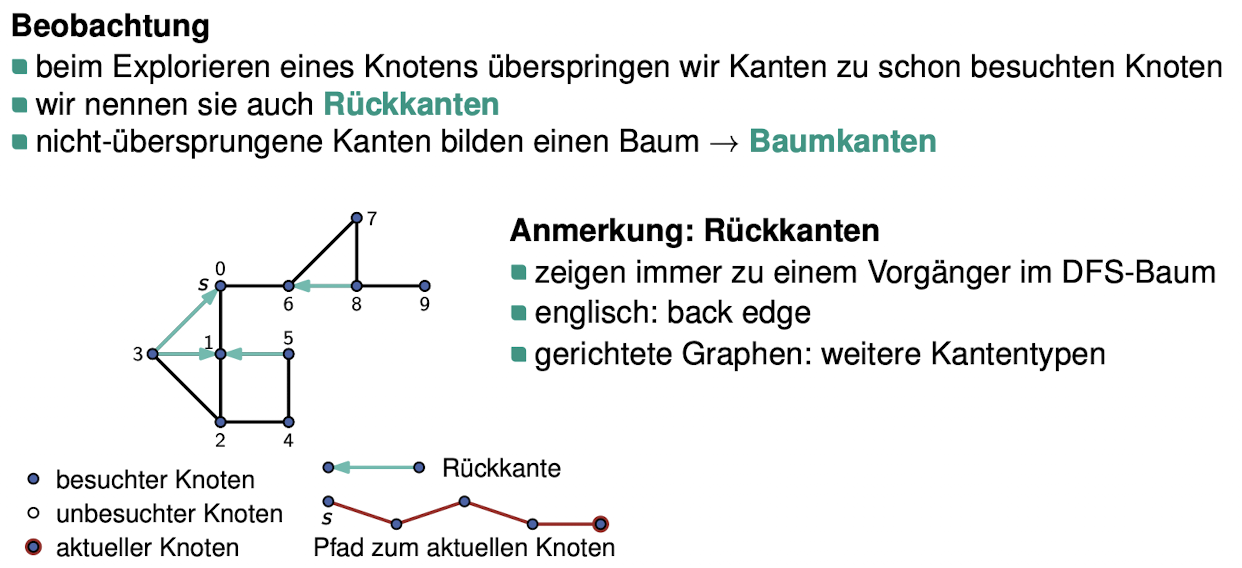 Beobachtung
beim Explorieren eines Knotens überspringen wir Kanten zu schon besuchten Knoten
wir nennen sie auch Rückkanten
nicht-übersprungene Kanten bilden einen Baum → Baumkanten
7
0
s
6
8
9
3
1
5
2
4
Anmerkung: Rückkanten
zeigen immer zu einem Vorgänger im DFS-Baum
englisch: back edge
gerichtete Graphen: weitere Kantentypen
besuchter Knoten
unbesuchter Knoten
aktueller Knoten
Rückkante
s
Pfad zum aktuellen Knoten